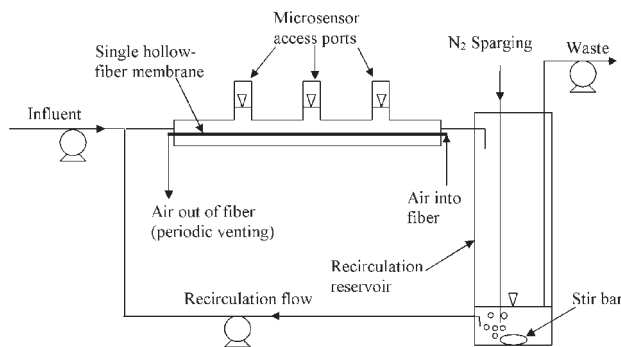 Microsensor
access ports
Single hollow-
fiber membrane
N2 Sparging
Waste
Influent
Air out of fiber
(periodic venting)
Air into
fiber
Recirculation
reservoir
Recirculation flow
Stir bar